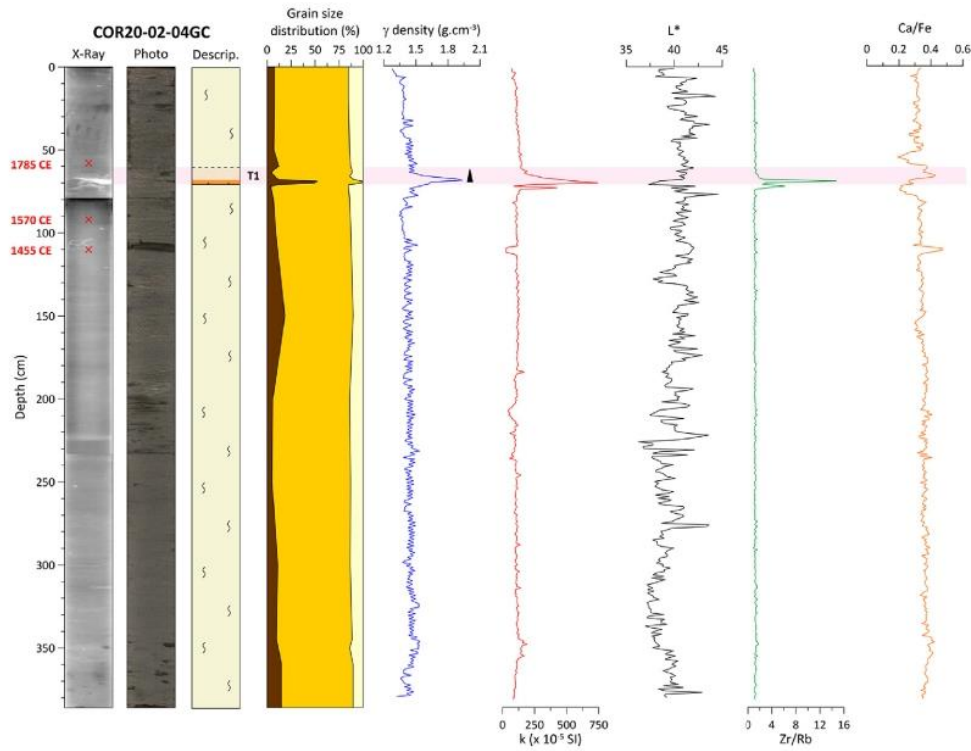 COR20-02-04GC
X-Ray Photo Descrip.
Grain size
distribution (%)
0 25 50 75 100
γ density (g.cm⁻³)
1.2 1.5 1.8 2.1
L*
35 40 45
Ca/Fe
0 0.2 0.4 0.6
Depth (cm)
0
50
100
150
200
250
300
350
1785 CE
1570 CE
1455 CE
T1
0 250 500 750
k (x 10⁻⁵ SI)
0 4 8 12 16
Zr/Rb